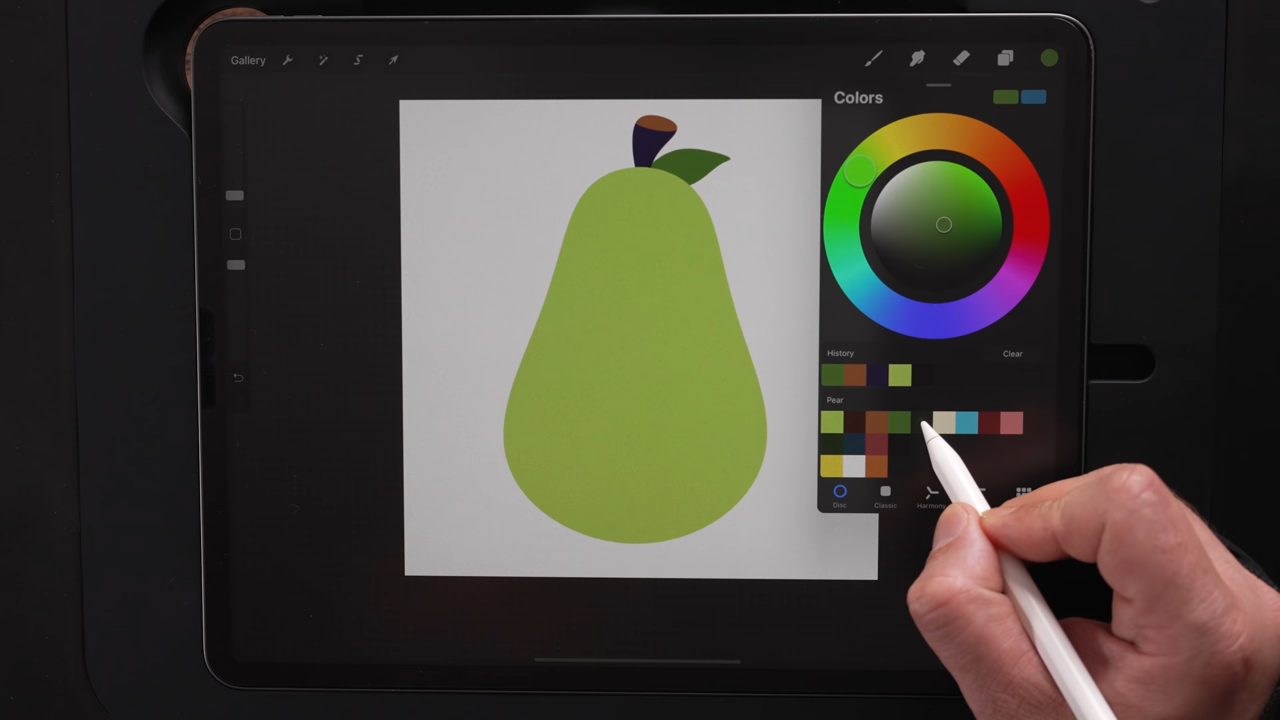 Gallery
Colors
History
Clear
Pear
Disc
Classic
Harmony